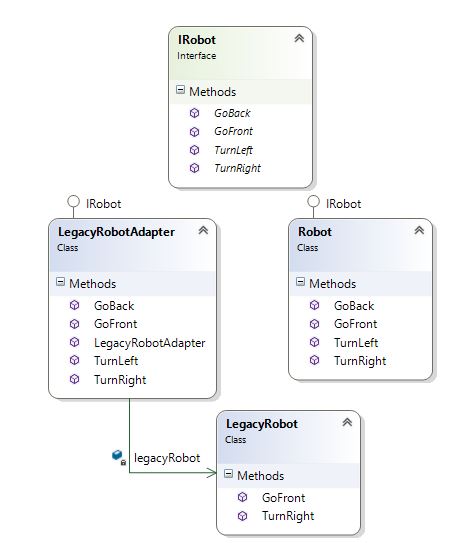 IRobot
Interface
Methods
GoBack
GoFront
TurnLeft
TurnRight
IRobot
LegacyRobotAdapter
Class
Methods
GoBack
GoFront
LegacyRobotAdapter
TurnLeft
TurnRight
IRobot
Robot
Class
Methods
GoBack
GoFront
TurnLeft
TurnRight
legacyRobot
LegacyRobot
Class
Methods
GoFront
TurnRight